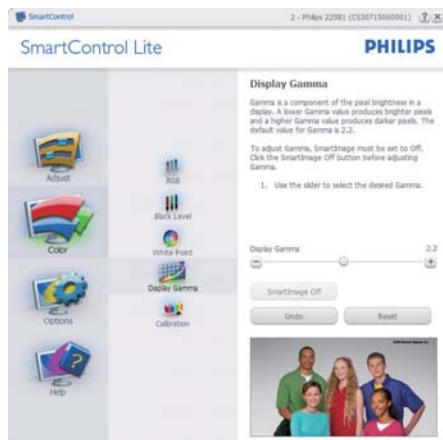 SmartControl
2 - Philips 225B1 (CS30715000001)
SmartControl Lite
PHILIPS
Adjust
Color
Options
Help
RGB
Black Level
White Point
Display Gamma
Calibration
Display Gamma
Gamma is a component of the pixel brightness in a
display. A lower Gamma value produces brighter pixels
and a higher Gamma value produces darker pixels. The
default value for Gamma is 2.2.
To adjust Gamma, SmartImage must be set to Off.
Click the SmartImage Off button before adjusting
Gamma.
1. Use the slider to select the desired Gamma.
Display Gamma 2.2
SmartImage Off
Undo Reset